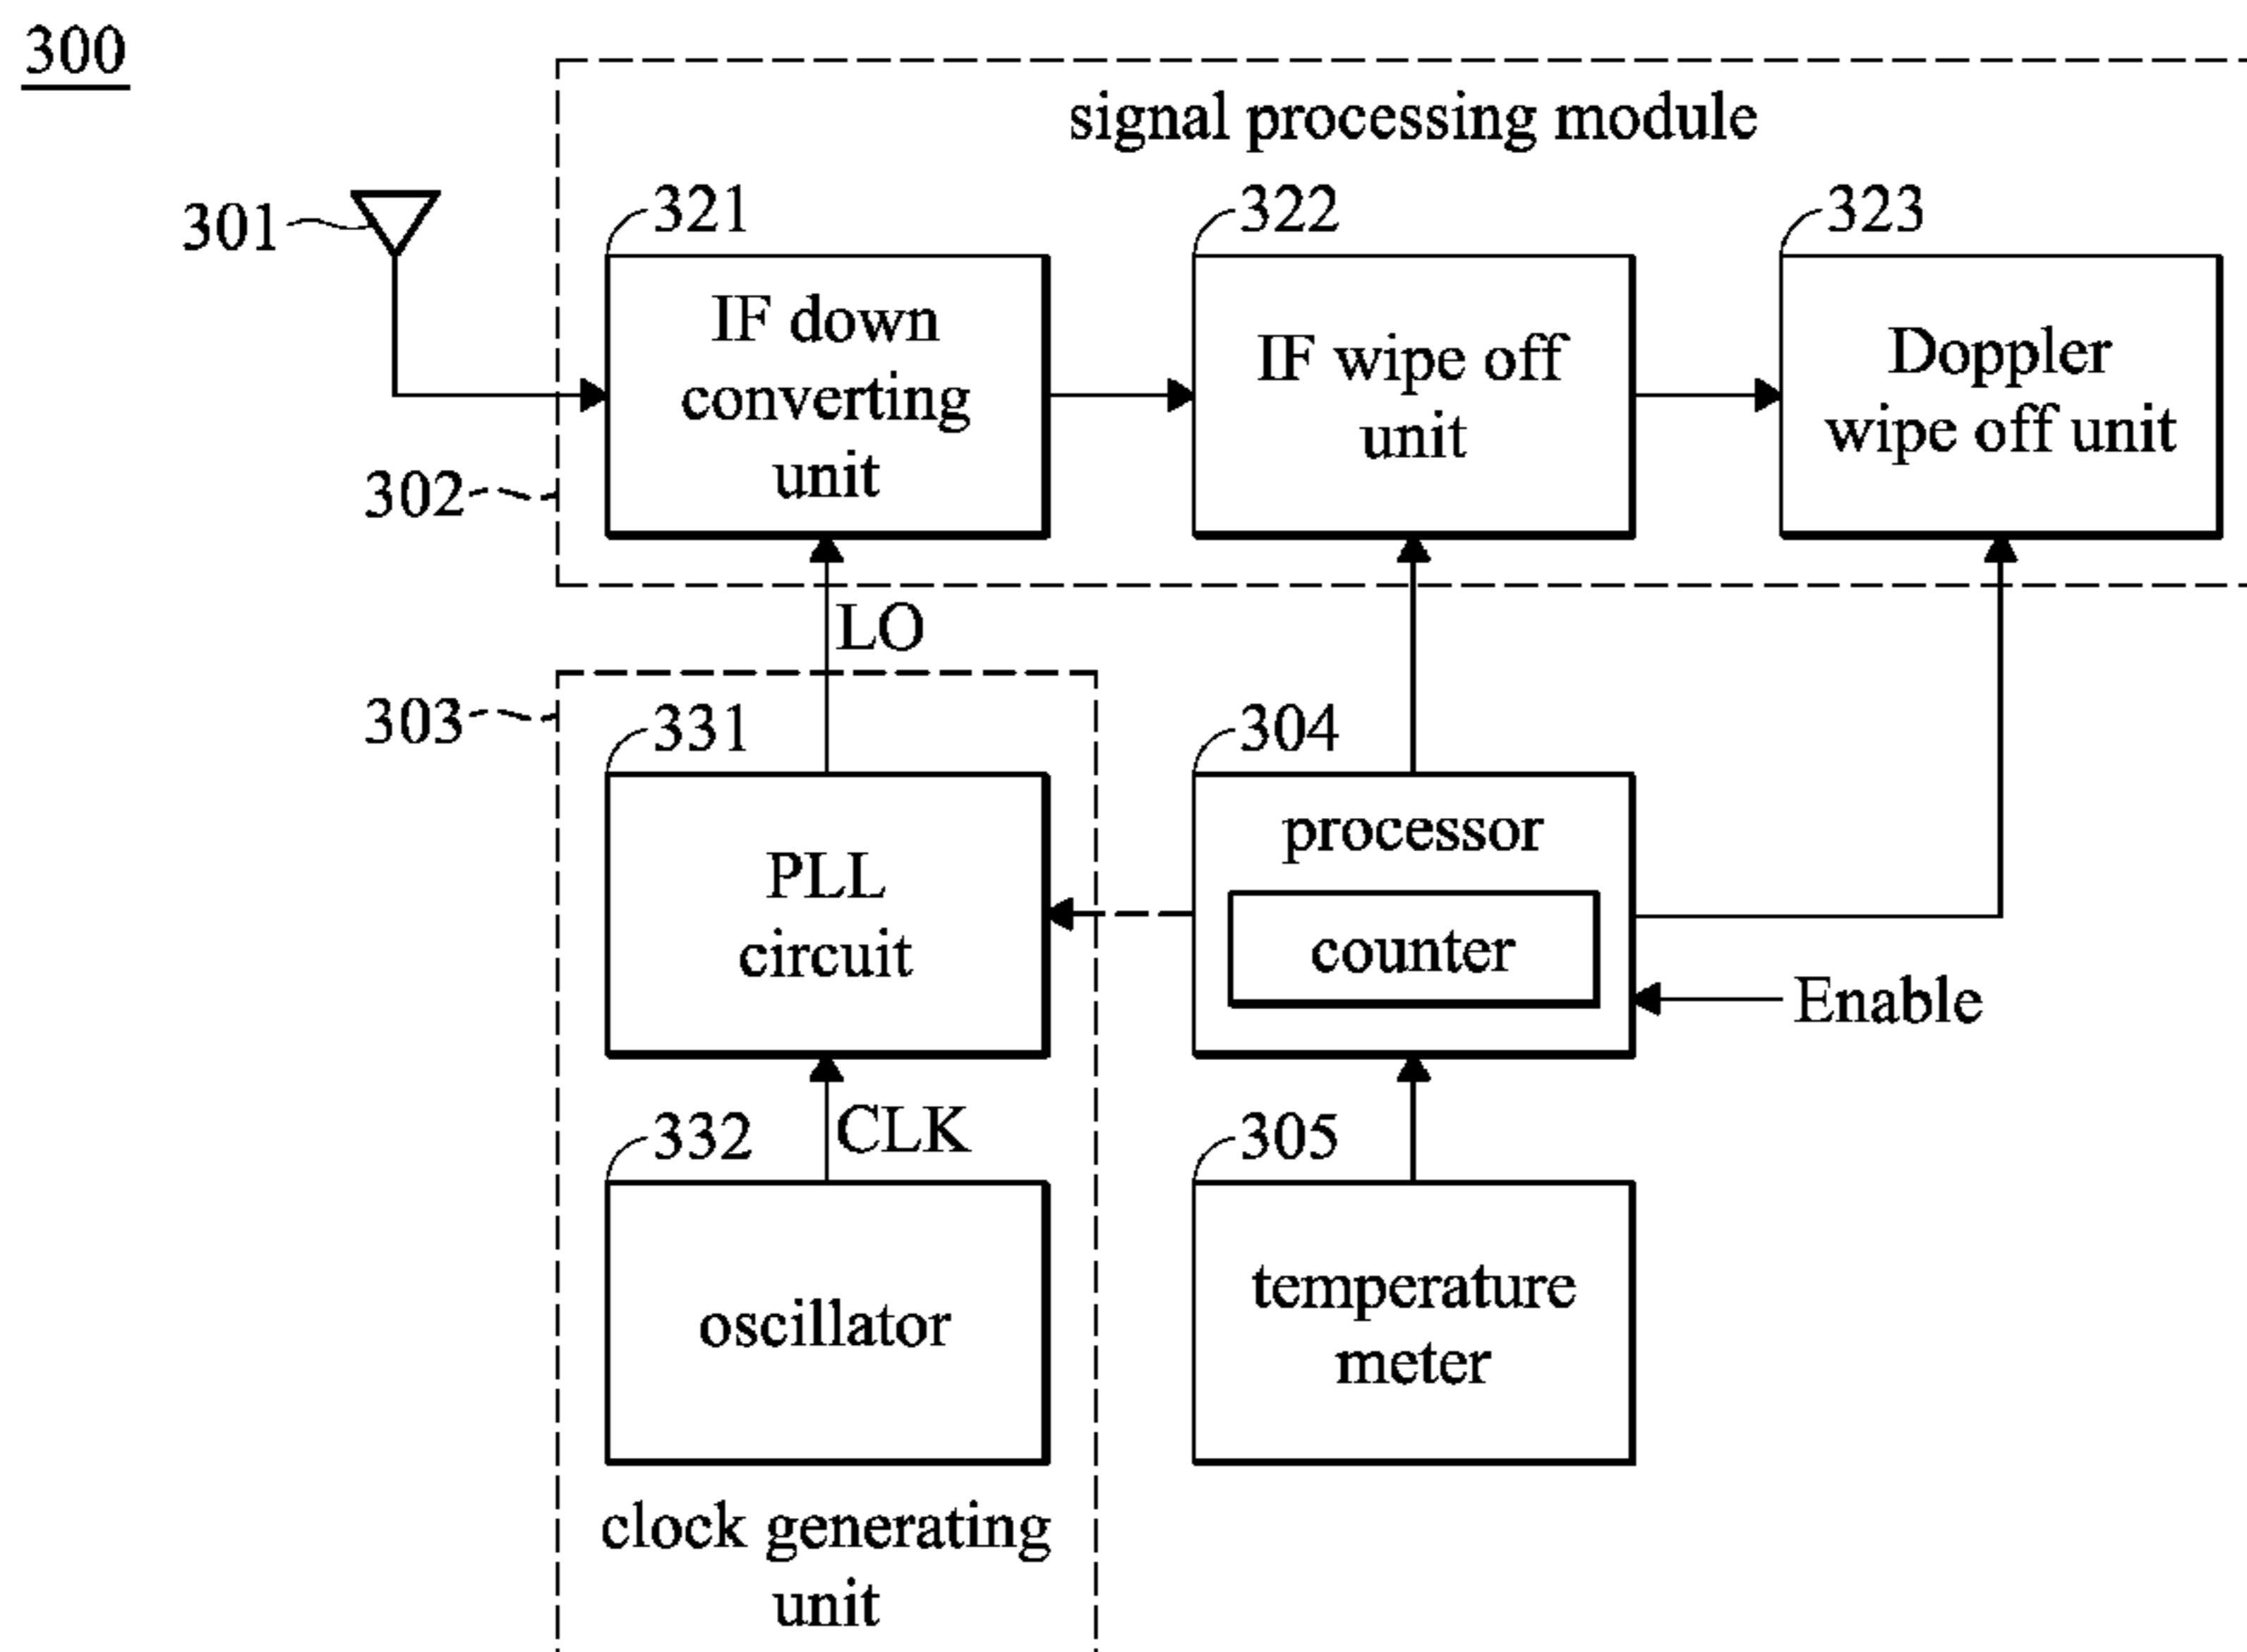 300
signal processing module
301
321
322
323
IF down
converting
unit
IF wipe off
unit
Doppler
wipe off unit
302
LO
303
331
304
PLL
circuit
processor
counter
Enable
332
CLK
305
oscillator
temperature
meter
clock generating
unit